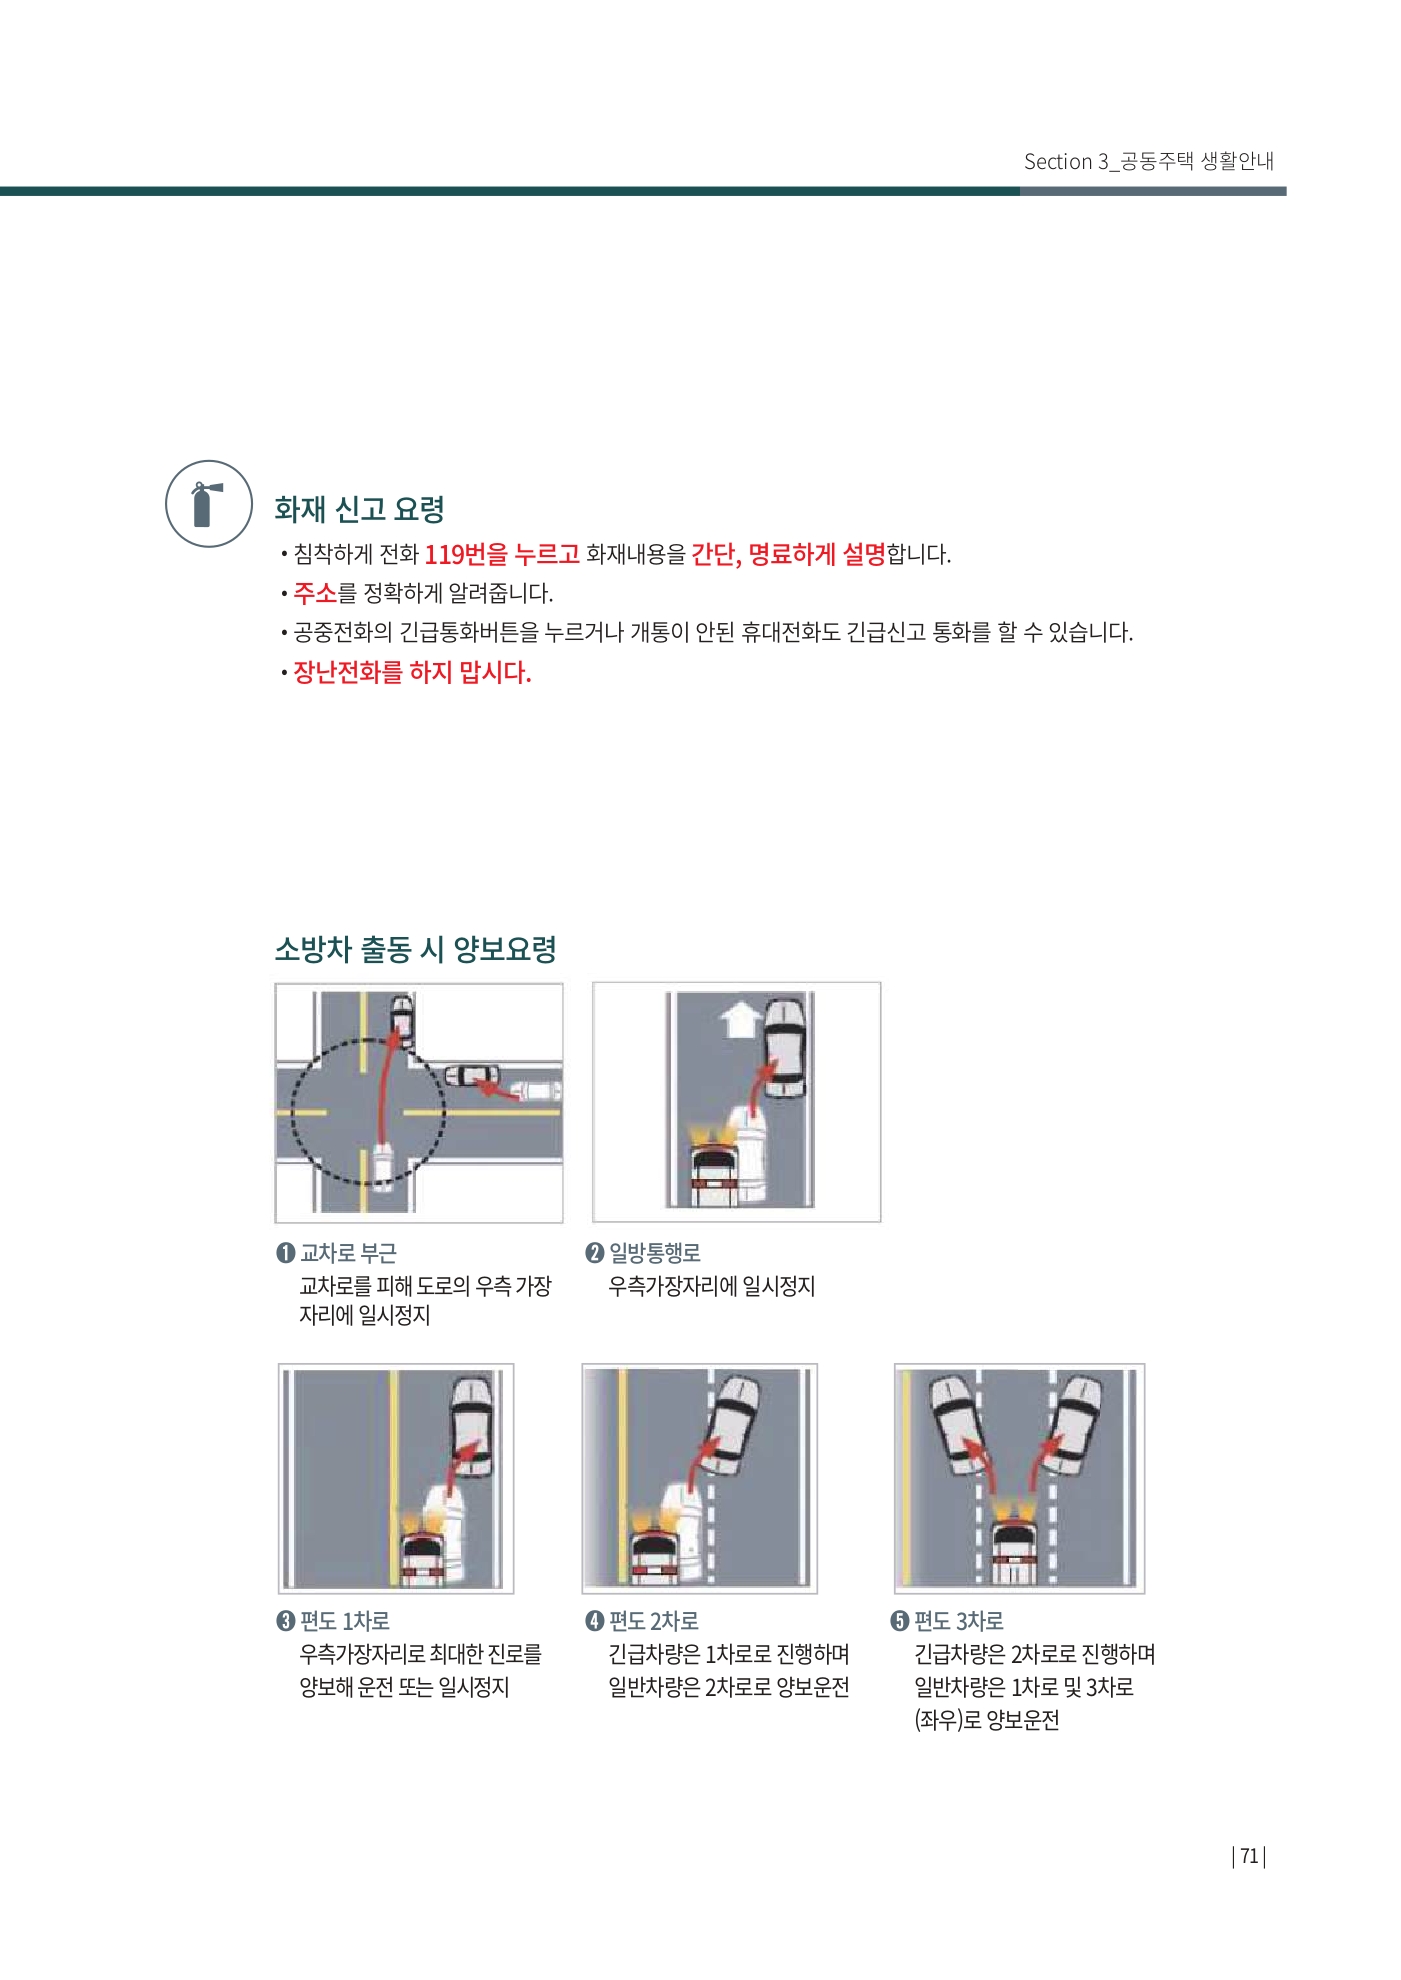 Section 3_공동주택 생활안내
화재 신고 요령
• 침착하게 전화 119번을 누르고 화재내용을 간단, 명료하게 설명합니다.
• 주소를 정확하게 알려줍니다.
• 공중전화의 긴급통화버튼을 누르거나 개통이 안된 휴대전화도 긴급신고 통화를 할 수 있습니다.
• 장난전화를 하지 맙시다.
소방차 출동 시 양보요령
❶ 교차로 부근
교차로를 피해 도로의 우측 가장
자리에 일시정지
❷ 일방통행로
우측가장자리에 일시정지
❸ 편도 1차로
우측가장자리로 최대한 진로를
양보해 운전 또는 일시정지
❹ 편도 2차로
긴급차량은 1차로로 진행하며
일반차량은 2차로로 양보운전
❺ 편도 3차로
긴급차량은 2차로로 진행하며
일반차량은 1차로 및 3차로
(좌우)로 양보운전
| 71 |